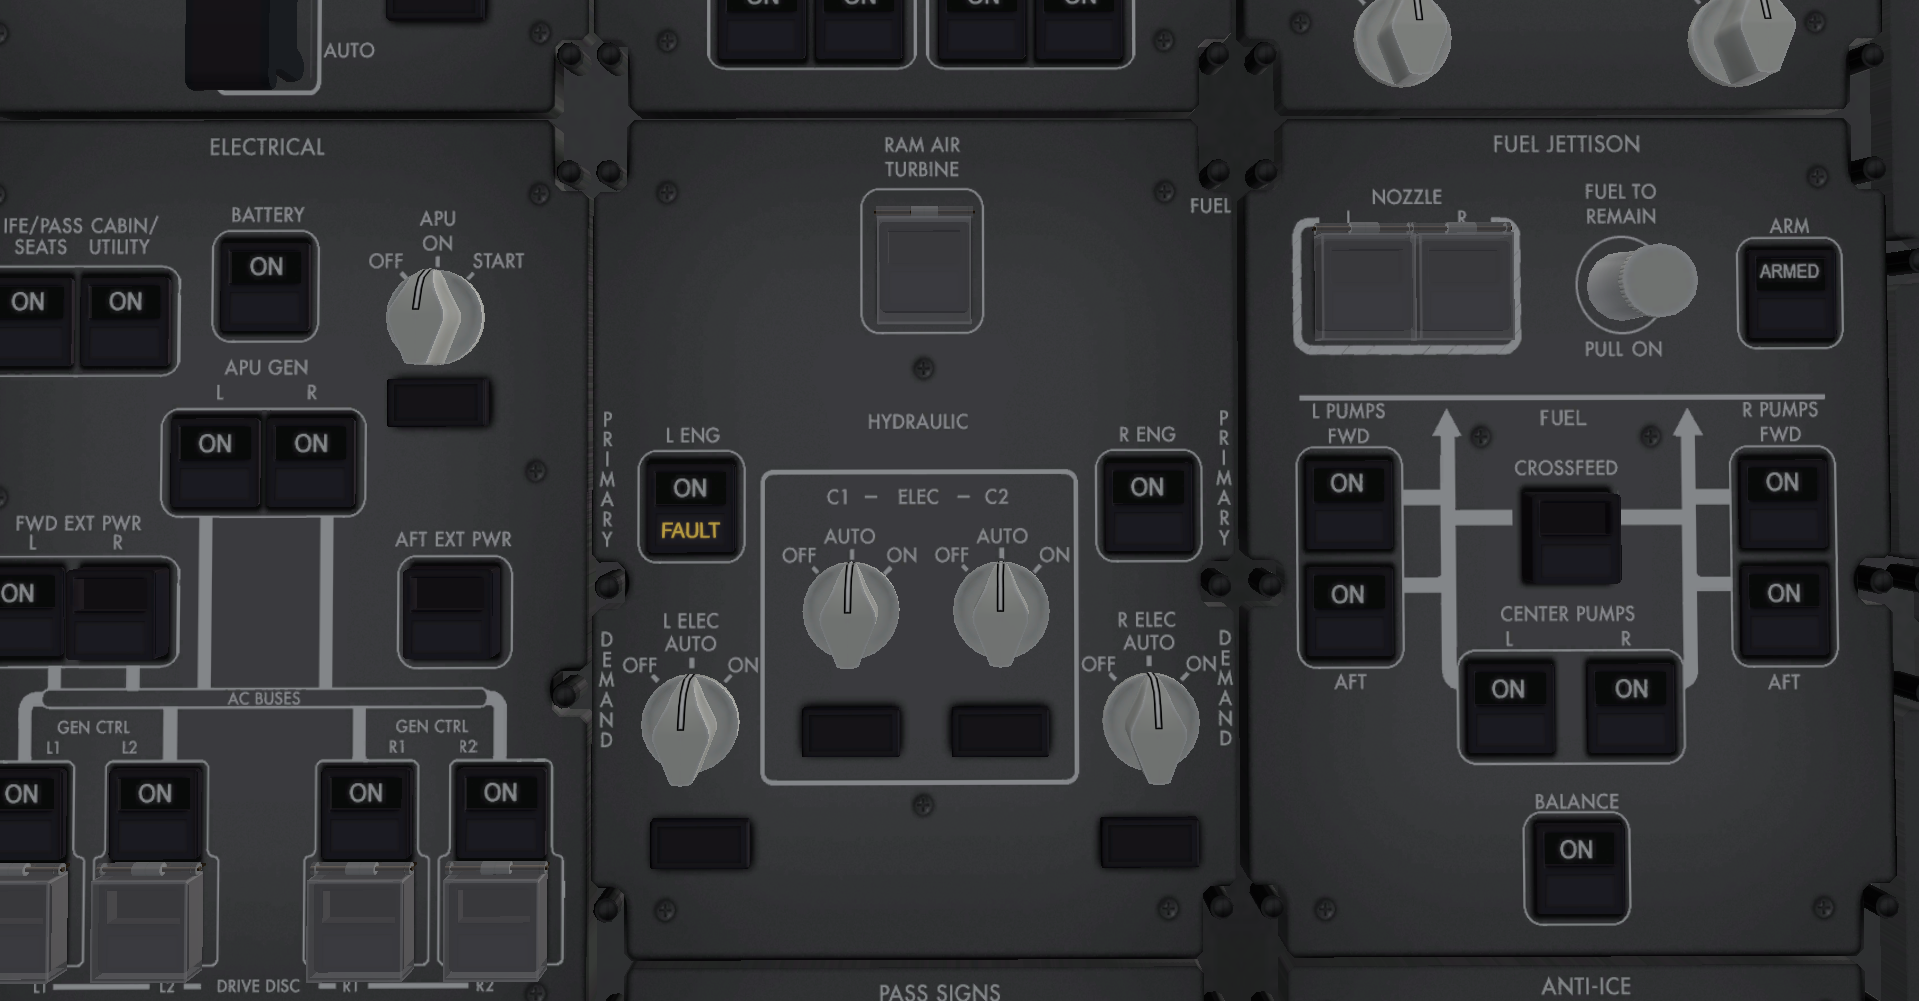 ON ON ON ON
AUTO
ELECTRICAL
IFE/PASS SEATS
CABIN/ UTILITY
ON
ON
BATTERY
ON
APU
OFF
ON
START
APU GEN
L
R
ON
ON
FWD EXT PWR
L
R
ON
AFT EXT PWR
AC BUSES
GEN CTRL
L1
L2
GEN CTRL
R1
R2
ON
ON
ON
ON
L1
L2
DRIVE DISC
R1
R2
RAM AIR
TURBINE
HYDRAULIC
PRIMARY
L ENG
ON
FAULT
C1 – ELEC – C2
AUTO
OFF
ON
AUTO
OFF
ON
R ENG
ON
PRIMARY
DEMAND
L ELEC
AUTO
OFF
ON
R ELEC
AUTO
OFF
ON
DEMAND
PASS SIGNS
FUEL
FUEL JETTISON
NOZZLE
L
R
FUEL TO
REMAIN
PULL ON
ARM
ARMED
L PUMPS
FWD
ON
ON
AFT
FUEL
CROSSFEED
R PUMPS
FWD
ON
ON
AFT
CENTER PUMPS
L
R
ON
ON
BALANCE
ON
ANTI-ICE